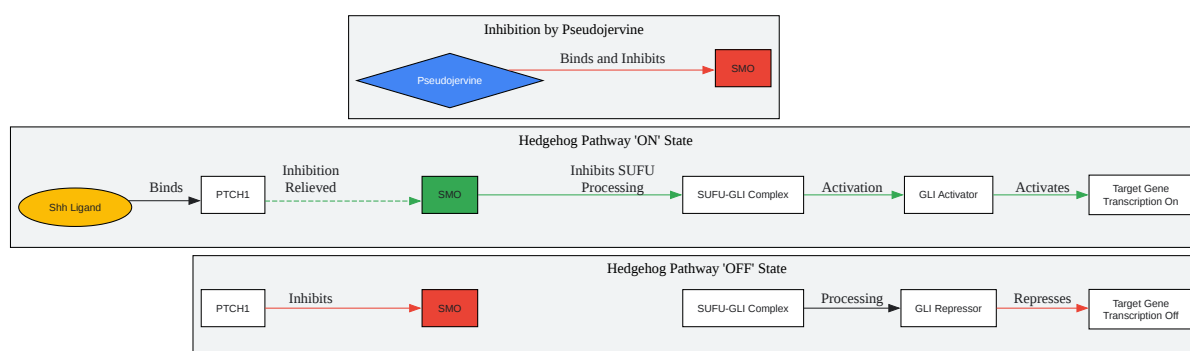 Inhibition by Pseudojervine
Binds and Inhibits
Pseudojervine
SMO
Hedgehog Pathway 'ON' State
Shh Ligand
Binds
PTCH1
Inhibition
Relieved
SMO
Inhibits SUFU
Processing
SUFU-GLI Complex
Activation
GLI Activator
Activates
Target Gene
Transcription On
Hedgehog Pathway 'OFF' State
PTCH1
Inhibits
SMO
SUFU-GLI Complex
Processing
GLI Repressor
Represses
Target Gene
Transcription Off